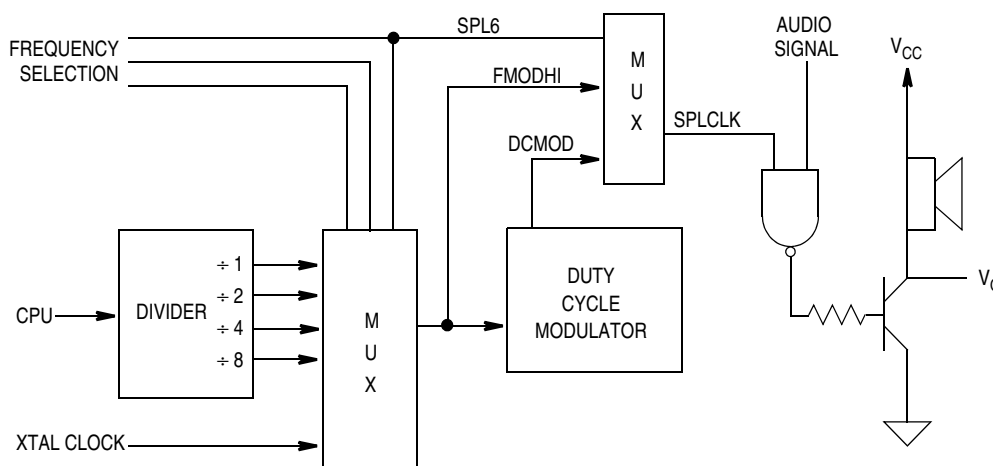 FREQUENCY
SELECTION
SPL6
FMODHI
DCMOD
M
U
X
SPLCLK
AUDIO
SIGNAL
VCC
CPU
DIVIDER
÷ 1
÷ 2
÷ 4
÷ 8
M
U
X
DUTY
CYCLE
MODULATOR
XTAL CLOCK